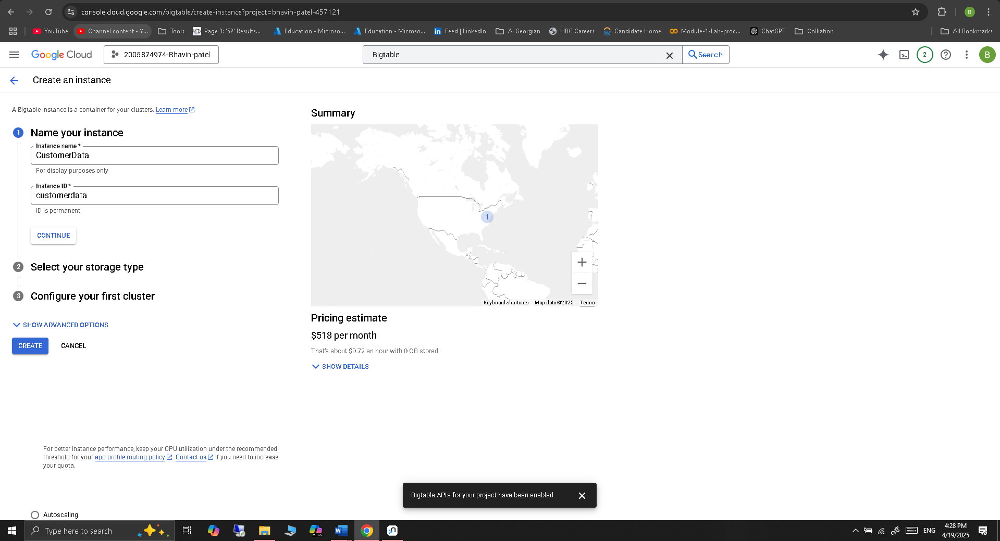 console.cloud.google.com/bigtable/create-instance?project=bhavin-patel-457121
B
YouTube
Channel content - Y...
Tools
Page 3: '52' Results...
Education - Microso...
Education - Microso...
Feed | LinkedIn
AI Georgian
HBC Careers
Candidate Home
Module-1-Lab-proc...
ChatGPT
Colliation
All Bookmarks
Google Cloud
2005874974-Bhavin-patel
Bigtable
Search
2
B
Create an instance
A Bigtable instance is a container for your clusters. Learn more
1 Name your instance
Instance name *
CustomerData
For display purposes only
Instance ID *
customerdata
ID is permanent
CONTINUE
2 Select your storage type
3 Configure your first cluster
SHOW ADVANCED OPTIONS
CREATE CANCEL
For better instance performance, keep your CPU utilization under the recommended
threshold for your app profile routing policy. Contact us if you need to increase
your quota.
Autoscaling
Summary
1
Keyboard shortcuts Map data ©2025 Terms
Pricing estimate
$518 per month
That's about $0.72 an hour with 0 GB stored.
SHOW DETAILS
Bigtable APIs for your project have been enabled.
Type here to search
M365
ENG
4:28 PM
4/19/2025